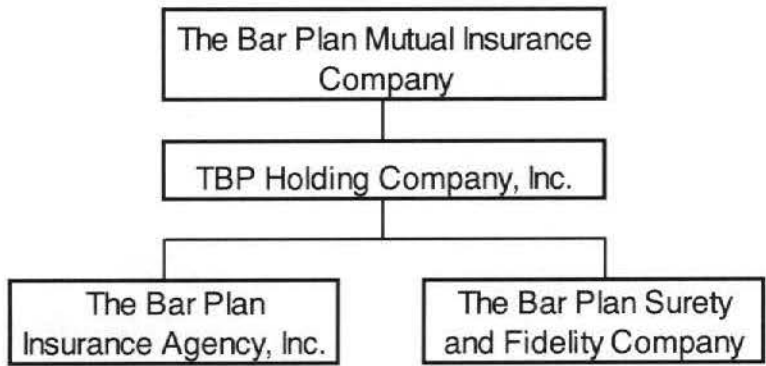 The Bar Plan Mutual Insurance
Company
TBP Holding Company, Inc.
The Bar Plan
Insurance Agency, Inc.
The Bar Plan Surety
and Fidelity Company